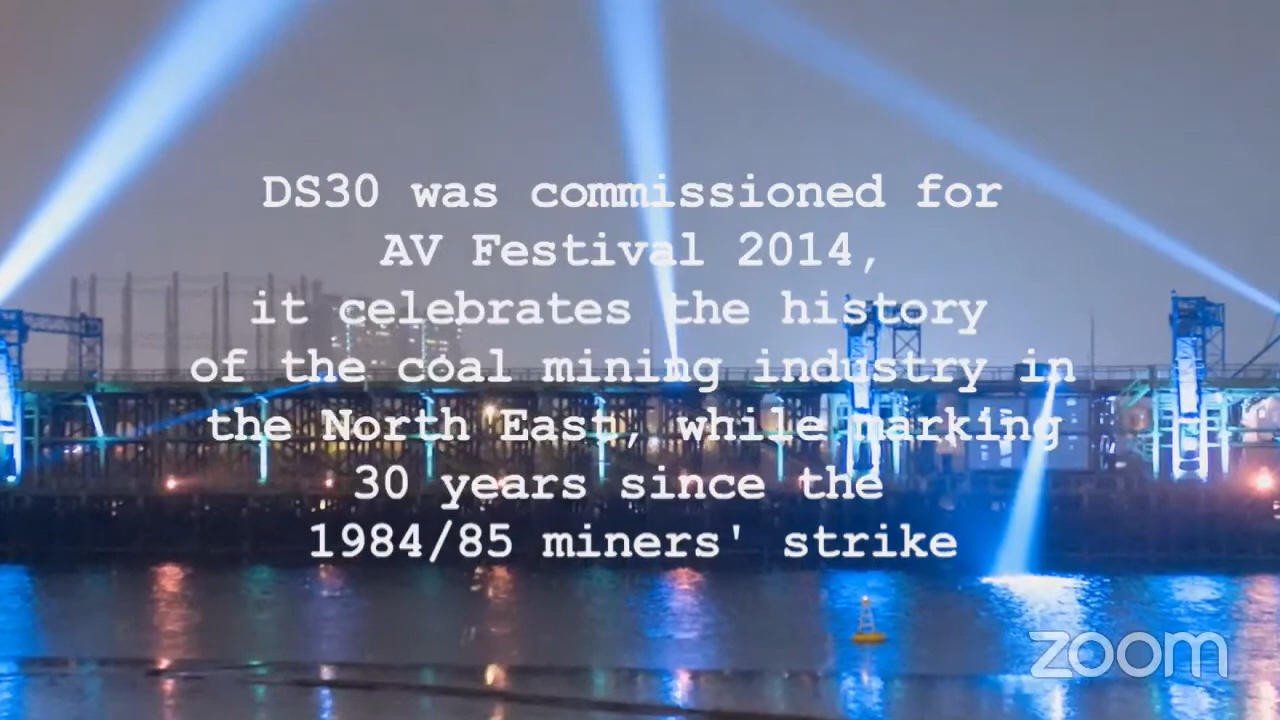 DS30 was commissioned for
AV Festival 2014,
it celebrates the history
of the coal mining industry in
the North East, while marking
30 years since the
1984/85 miners' strike
zoom